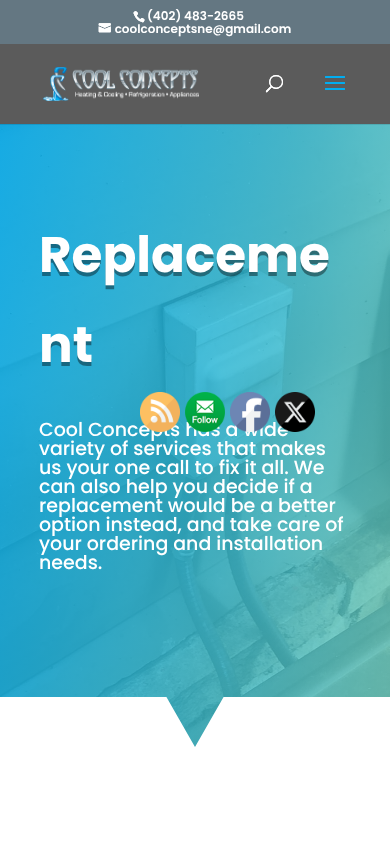 (402) 483-2665
coolconceptsne@gmail.com
COOL CONCEPTS
Heating & Cooling • Refrigeration • Appliances
Replaceme
nt
Follow
Cool Concepts has a wide
variety of services that makes
us your one call to fix it all. We
can also help you decide if a
replacement would be a better
option instead, and take care of
your ordering and installation
needs.